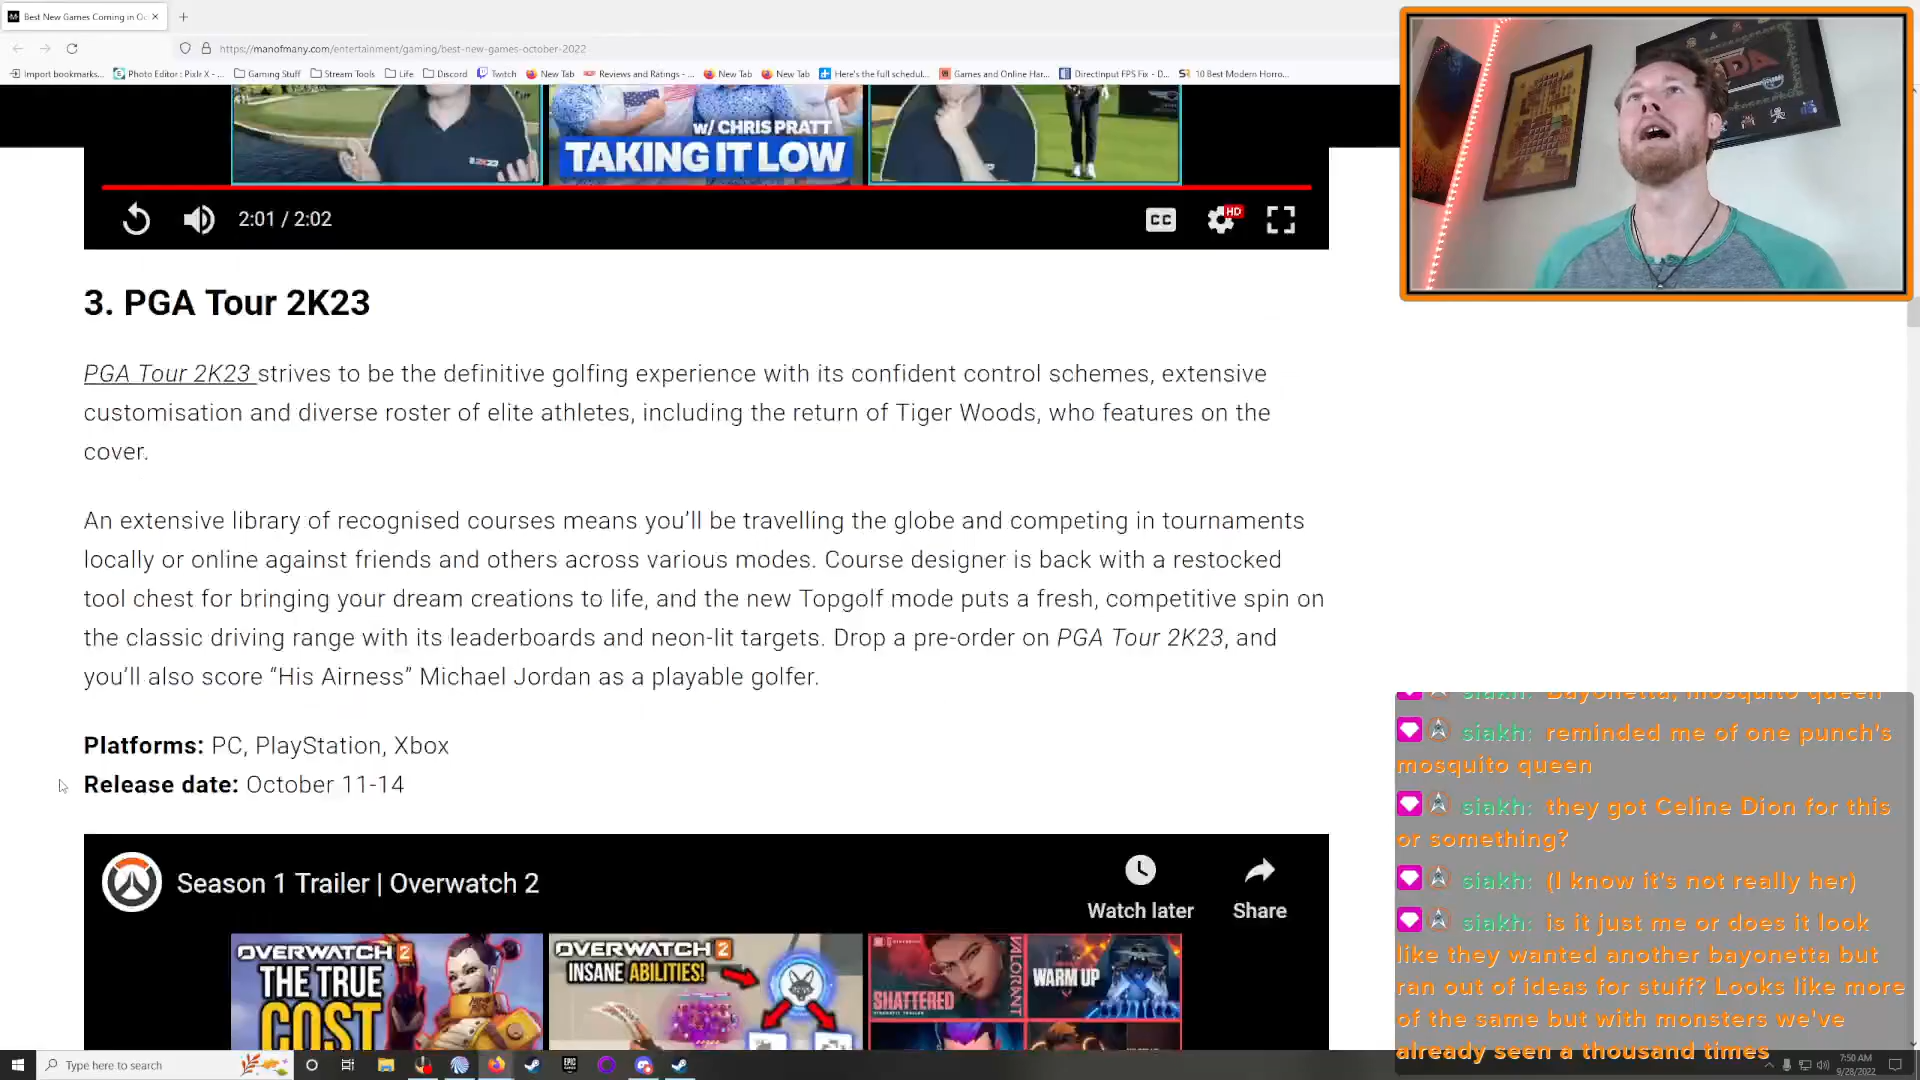 Best New Games Coming in Oc
https://manofmany.com/entertainment/gaming/best-new-games-october-2022
Import bookmarks... Photo Editor : Pixlr X - ... Gaming Stuff Stream Tools Life Discord Twitch New Tab Reviews and Ratings - ... New Tab New Tab Here's the full schedul... Games and Online Har... DirectInput FPS Fix - D... 10 Best Modern Horro...
w/ CHRIS PRATT
TAKING IT LOW
2:01 / 2:02
CC
HD
3. PGA Tour 2K23
PGA Tour 2K23 strives to be the definitive golfing experience with its confident control schemes, extensive
customisation and diverse roster of elite athletes, including the return of Tiger Woods, who features on the
cover.
An extensive library of recognised courses means you’ll be travelling the globe and competing in tournaments
locally or online against friends and others across various modes. Course designer is back with a restocked
tool chest for bringing your dream creations to life, and the new Topgolf mode puts a fresh, competitive spin on
the classic driving range with its leaderboards and neon-lit targets. Drop a pre-order on PGA Tour 2K23, and
you’ll also score “His Airness” Michael Jordan as a playable golfer.
Platforms: PC, PlayStation, Xbox
Release date: October 11-14
Season 1 Trailer | Overwatch 2
Watch later
Share
OVERWATCH 2
THE TRUE
COST
OVERWATCH 2
INSANE ABILITIES!
SHATTERED
VALORANT
WARM UP
siakh: Bayonetta, mosquito queen
siakh: reminded me of one punch's
mosquito queen
siakh: they got Celine Dion for this
or something?
siakh: (I know it's not really her)
siakh: is it just me or does it look
like they wanted another bayonetta but
ran out of ideas for stuff? Looks like more
of the same but with monsters we've
already seen a thousand times
Type here to search
7:50 AM
9/28/2022